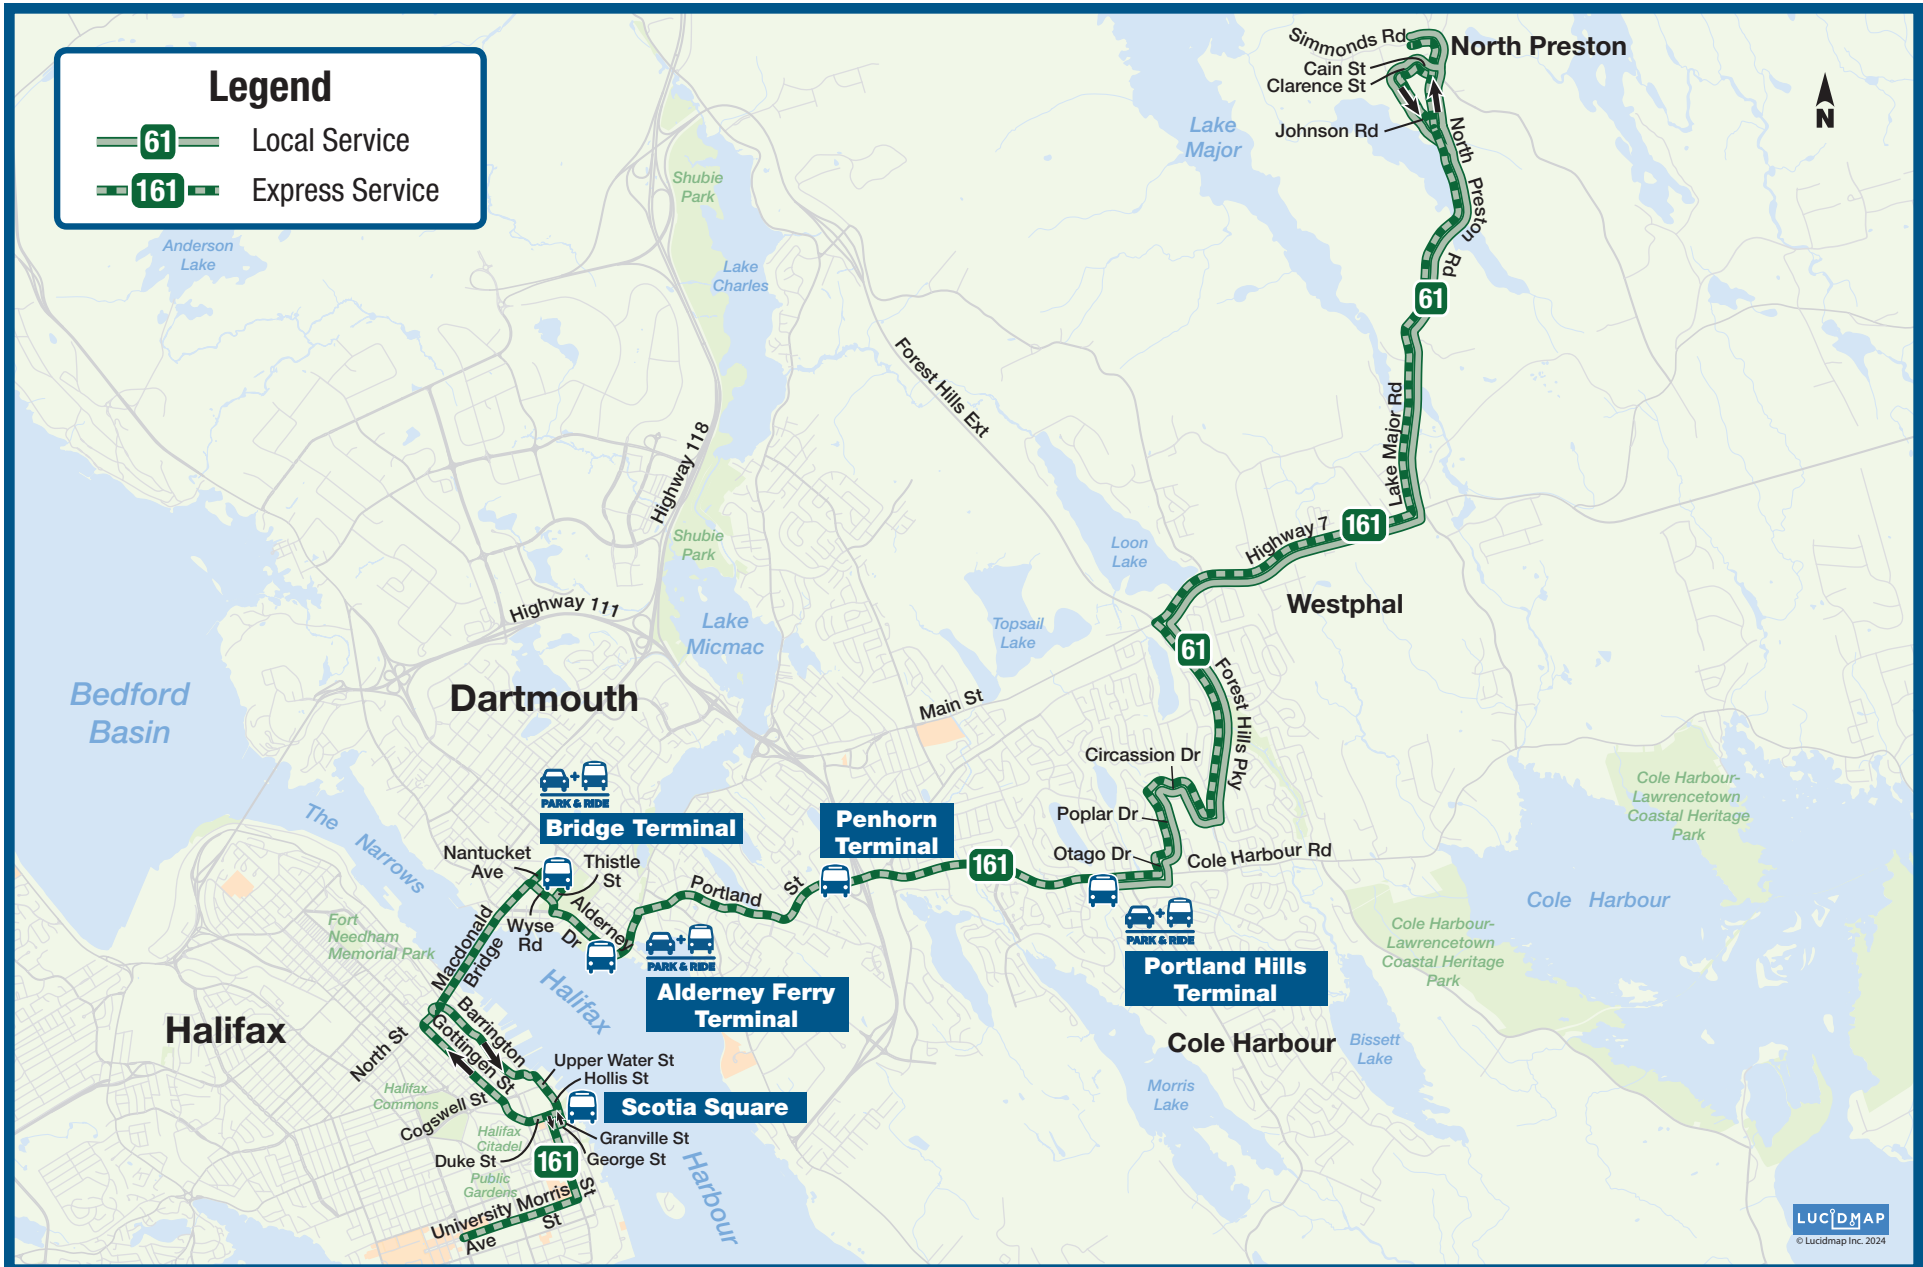 Legend
61 Local Service
161 Express Service
Simmonds Rd
North Preston
Cain St
Clarence St
Johnson Rd
N
North Preston Rd
Lake
Major
Shubie
Park
Anderson
Lake
Lake
Charles
61
Forest Hills Ext
Lake Major Rd
Highway 118
Highway 7
161
Shubie
Park
Loon
Lake
Highway 111
Westphal
Lake
Micmac
Topsail
Lake
61
Forest Hills Pky
Bedford
Basin
Dartmouth
Main St
Circassion Dr
PARK & RIDE
Bridge Terminal
Penhorn
Terminal
Poplar Dr
Cole Harbour-
Lawrencetown
Coastal Heritage
Park
The Narrows
Nantucket
Ave
Thistle
St
Otago Dr
Cole Harbour Rd
161
Portland St
Wyse
Rd
Alderney Dr
Macdonald
Bridge
Fort
Needham
Memorial Park
PARK & RIDE
Alderney Ferry
Terminal
PARK & RIDE
Portland Hills
Terminal
Cole Harbour
Cole Harbour-
Lawrencetown
Coastal Heritage
Park
Halifax
Halifax Harbour
North St
Barrington St
Gottingen St
Cole Harbour
Bissett
Lake
Upper Water St
Hollis St
Scotia Square
Halifax
Commons
Cogswell St
Morris
Lake
Halifax
Citadel
Granville St
Duke St
George St
161
Public
Gardens
University Ave
Morris St
LUCIDMAP
© Lucidmap Inc. 2024